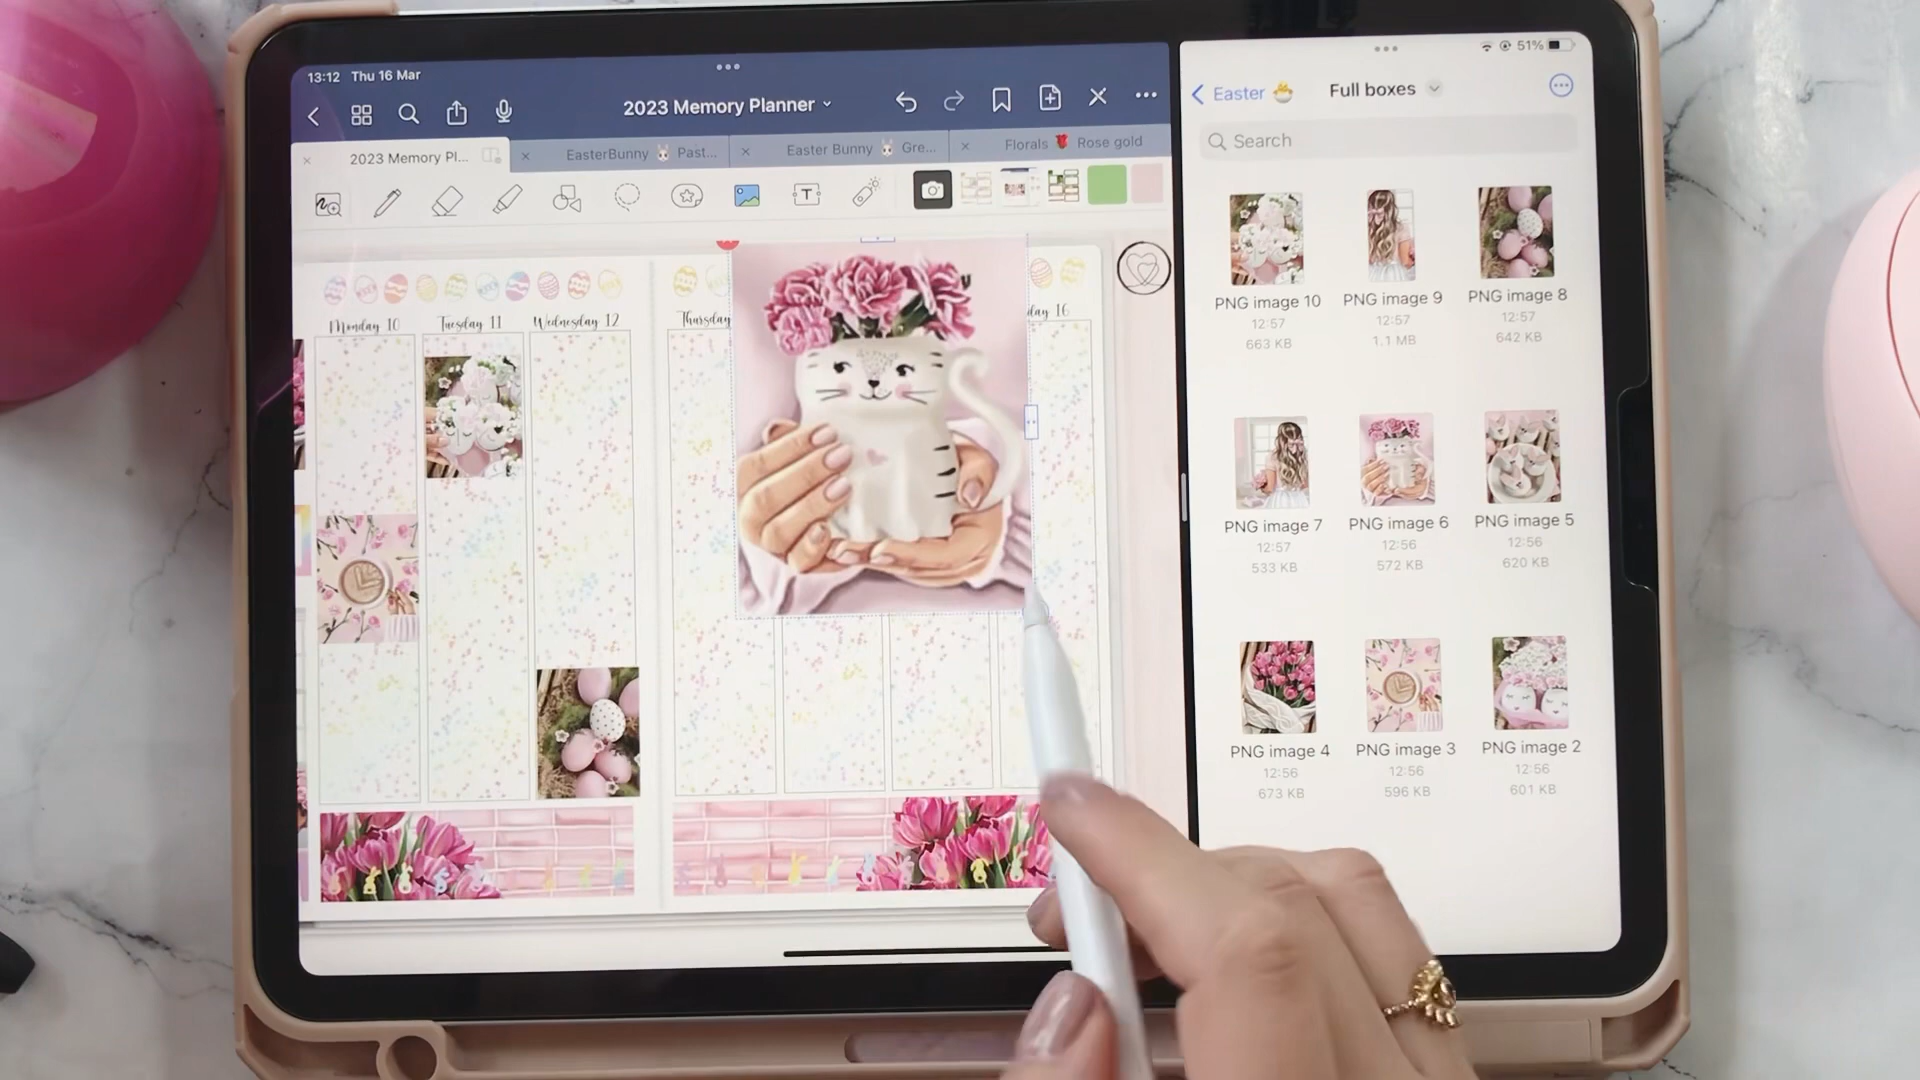 13:12 Thu 16 Mar
2023 Memory Planner
2023 Memory Pl...
EasterBunny 🐰 Past...
Easter Bunny 🐰 Gre...
Florals 🌹 Rose gold
T
Monday 10
Tuesday 11
Wednesday 12
Thursday
day 16
51%
Easter 🐣
Full boxes
Search
PNG image 10
12:57
663 KB
PNG image 9
12:57
1.1 MB
PNG image 8
12:57
642 KB
PNG image 7
12:57
533 KB
PNG image 6
12:56
572 KB
PNG image 5
12:56
620 KB
PNG image 4
12:56
673 KB
PNG image 3
12:56
596 KB
PNG image 2
12:56
601 KB